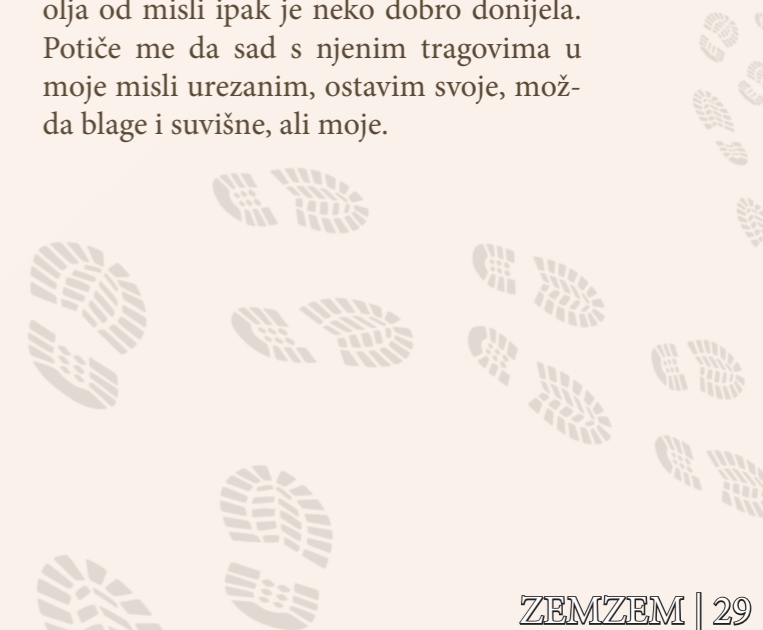 olja od misli ipak je neko dobro donijela.
Potiče me da sad s njenim tragovima u
moje misli urezanim, ostavim svoje, mož-
da blage i suvišne, ali moje.
ZEMZEM | 29